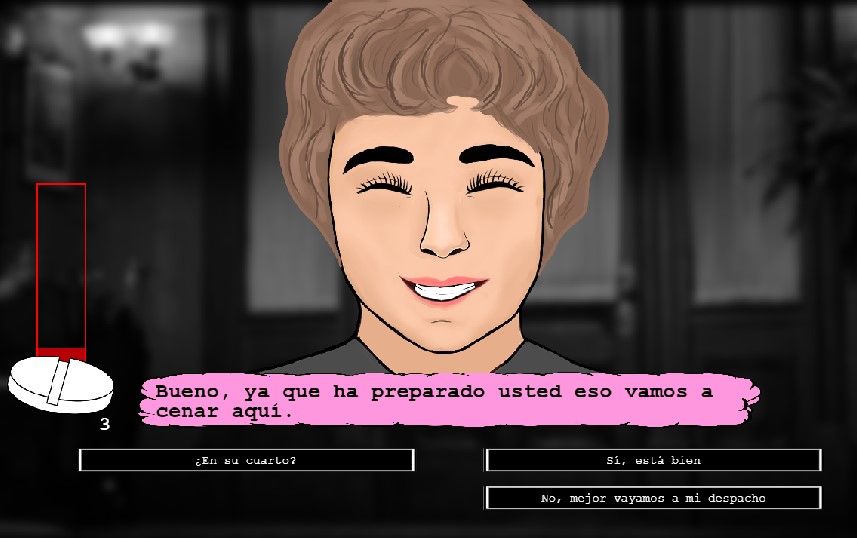 Bueno, ya que ha preparado usted eso vamos a
cenar aquí.
3
¿En su cuarto?
Sí, está bien
No, mejor vayamos a mi despacho